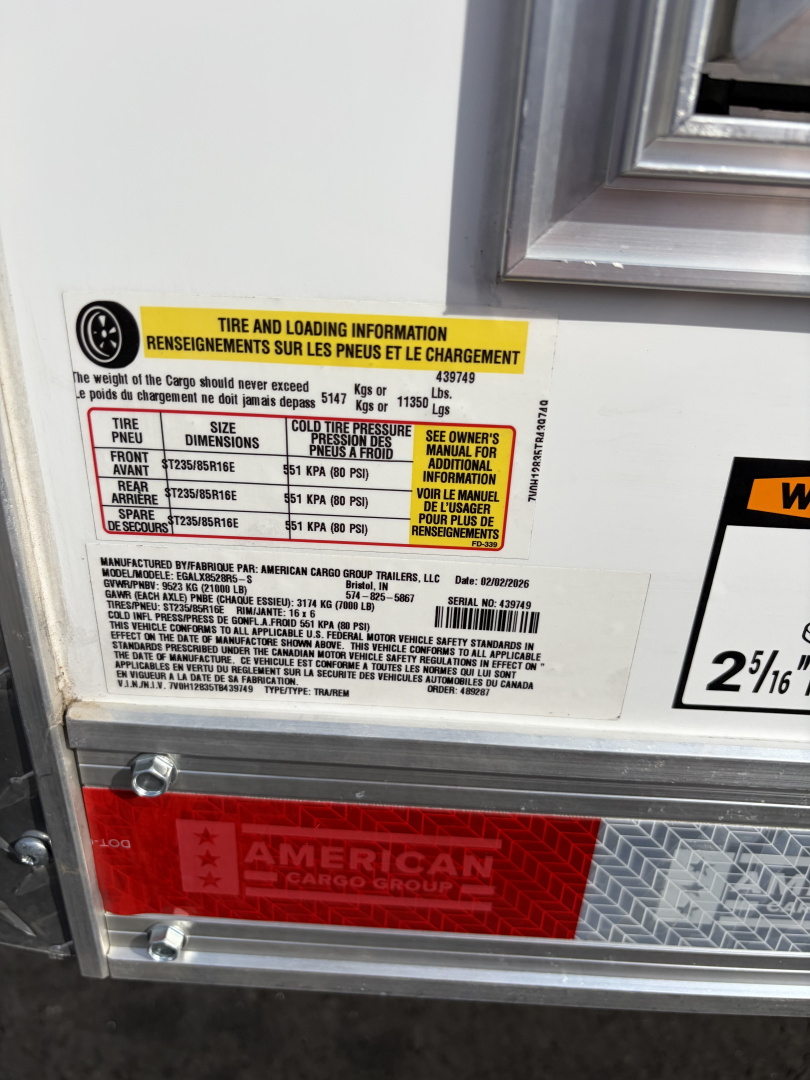 TIRE AND LOADING INFORMATION
RENSEIGNEMENTS SUR LES PNEUS ET LE CHARGEMENT
439749
The weight of the Cargo should never exceed Kgs or Lbs.
Le poids du chargement ne doit jamais depass 5147 Kgs or 11350 Lgs
TIRE PNEU SIZE DIMENSIONS COLD TIRE PRESSURE PRESSION DES PNEUS A FROID
FRONT AVANT ST235/85R16E 551 KPA (80 PSI)
REAR ARRIÈRE ST235/85R16E 551 KPA (80 PSI)
SPARE DE SECOURS ST235/85R16E 551 KPA (80 PSI)
SEE OWNER'S
MANUAL FOR
ADDITIONAL
INFORMATION
VOIR LE MANUEL
DE L'USAGER
POUR PLUS DE
RENSEIGNEMENTS
FD-339
7V0H12835TB439749
MANUFACTURED BY/FABRIQUE PAR: AMERICAN CARGO GROUP TRAILERS, LLC Date: 02/02/2026
MODEL/MODELE: EGALX8528R5-S Bristol, IN
GVWR/PNBV: 9523 KG (21000 LB) 574-825-5867
GAWR (EACH AXLE) PNBE (CHAQUE ESSIEU): 3174 KG (7000 LB) SERIAL NO: 439749
TIRES/PNEU: ST235/85R16E RIM/JANTE: 16 x 6
COLD INFL PRESS/PRESS DE GONFL.A.FROID 551 KPA (80 PSI)
THIS VEHICLE CONFORMS TO ALL APPLICABLE U.S. FEDERAL MOTOR VEHICLE SAFETY STANDARDS IN
EFFECT ON THE DATE OF MANUFACTORE SHOWN ABOVE. THIS VEHICLE CONFORMS TO ALL APPLICABLE
STANDARDS PRESCRIBED UNDER THE CANADIAN MOTOR VEHICLE SAFETY REGULATIONS IN EFFECT ON "
THE DATE OF MANUFACTURE. CE VEHICULE EST CONFORME A TOUTES LES NORMES QUI LUI SONT
APPLICABLES EN VERTU DU REGLEMENT SUR LA SECURITE DES VEHICULES AUTOMOBILES DU CANADA
EN VIGUEUR A LA DATE DE SA FABRICATION.
V.I.N./N.I.V. 7V0H12835TB439749 TYPE/TYPE: TRA/REM ORDER: 489287
W
2 5/16 "
DOT-
AMERICAN
CARGO GROUP